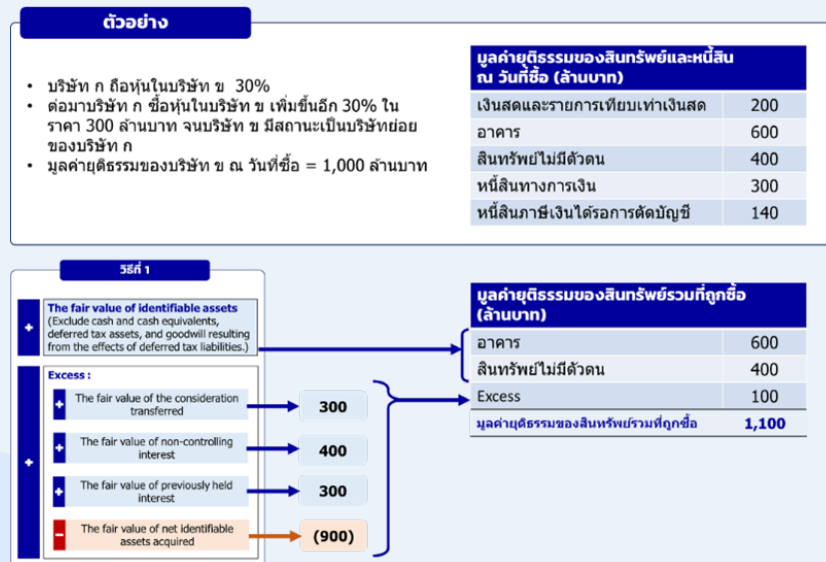 ตัวอย่าง
• บริษัท ก ถือหุ้นในบริษัท ข 30%
• ต่อมาบริษัท ก ซื้อหุ้นในบริษัท ข เพิ่มขึ้นอีก 30% ใน
ราคา 300 ล้านบาท จนบริษัท ข มีสถานะเป็นบริษัทย่อย
ของบริษัท ก
• มูลค่ายุติธรรมของบริษัท ข ณ วันที่ซื้อ = 1,000 ล้านบาท
มูลค่ายุติธรรมของสินทรัพย์และหนี้สิน
ณ วันที่ซื้อ (ล้านบาท)
เงินสดและรายการเทียบเท่าเงินสด 200
อาคาร 600
สินทรัพย์ไม่มีตัวตน 400
หนี้สินทางการเงิน 300
หนี้สินภาษีเงินได้รอการตัดบัญชี 140
วิธีที่ 1
+ The fair value of identifiable assets
(Exclude cash and cash equivalents,
deferred tax assets, and goodwill resulting
from the effects of deferred tax liabilities.)
+ Excess :
+ The fair value of the consideration
transferred
300
+ The fair value of non-controlling
interest
400
+ The fair value of previously held
interest
300
− The fair value of net identifiable
assets acquired
(900)
มูลค่ายุติธรรมของสินทรัพย์รวมที่ถูกซื้อ
(ล้านบาท)
อาคาร 600
สินทรัพย์ไม่มีตัวตน 400
Excess 100
มูลค่ายุติธรรมของสินทรัพย์รวมที่ถูกซื้อ 1,100